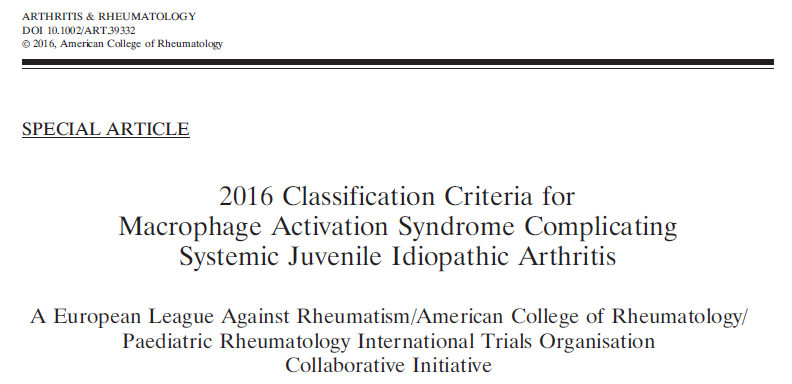 ARTHRITIS & RHEUMATOLOGY
DOI 10.1002/ART.39332
© 2016, American College of Rheumatology
SPECIAL ARTICLE
2016 Classification Criteria for
Macrophage Activation Syndrome Complicating
Systemic Juvenile Idiopathic Arthritis
A European League Against Rheumatism/American College of Rheumatology/
Paediatric Rheumatology International Trials Organisation
Collaborative Initiative